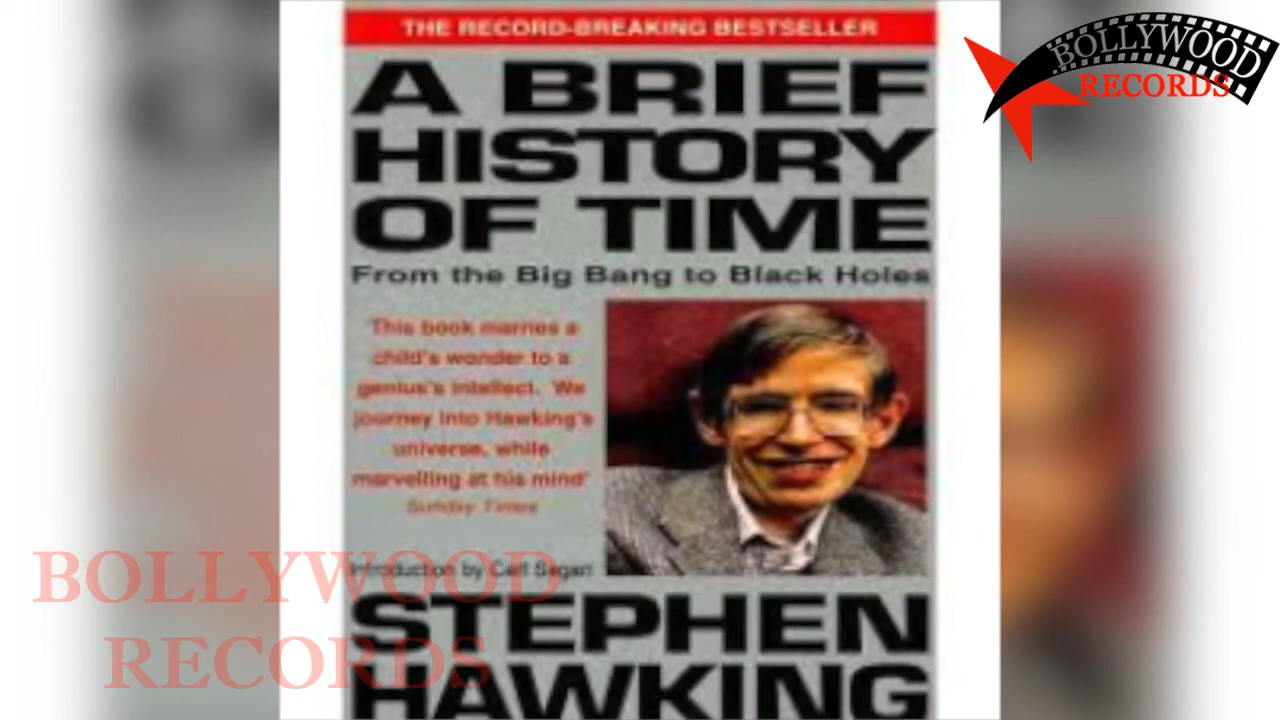 THE RECORD-BREAKING BESTSELLER
A BRIEF
HISTORY
OF TIME
From the Big Bang to Black Holes
'This book marries a
child's wonder to a
genius's intellect. We
journey into Hawking's
universe, while
marvelling at his mind'
Sunday Times
Introduction by Carl Sagan
STEPHEN
HAWKING
BOLLYWOOD
RECORDS
BOLLYWOOD
RECORDS